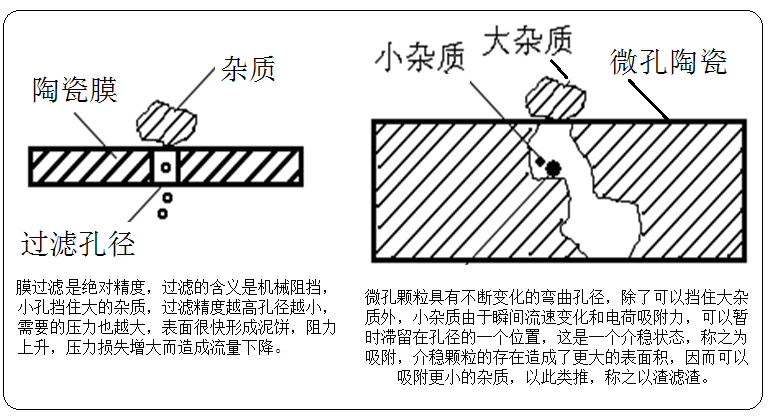 杂质
陶瓷膜
过滤孔径
膜过滤是绝对精度，过滤的含义是机械阻挡，
小孔挡住大的杂质，过滤精度越高孔径越小，
需要的压力也越大，表面很快形成泥饼，阻力
上升，压力损失增大而造成流量下降。
大杂质
小杂质
微孔陶瓷
微孔颗粒具有不断变化的弯曲孔径，除了可以挡住大杂
质外，小杂质由于瞬间流速变化和电荷吸附力，可以暂
时滞留在孔径的一个位置，这是一个介稳状态，称之为
吸附，介稳颗粒的存在造成了更大的表面积，因而可以
吸附更小的杂质，以此类推，称之以渣滤渣。